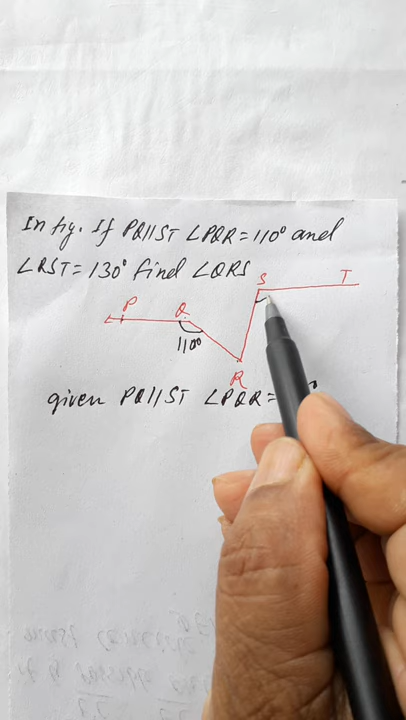 In fig. If PQ||ST ∠PQR=110° and
∠RST=130° find ∠QRS
S T
P Q
110°
R
given PQ||ST ∠PQR= °